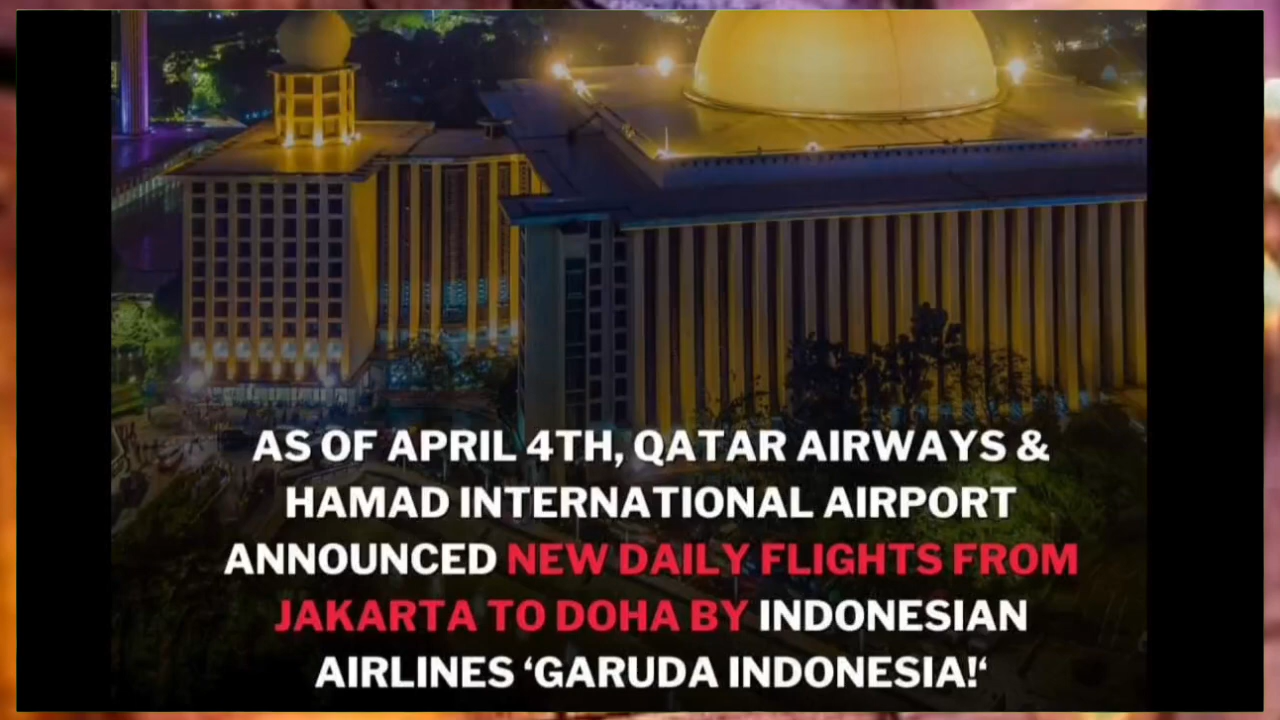 AS OF APRIL 4TH, QATAR AIRWAYS &
HAMAD INTERNATIONAL AIRPORT
ANNOUNCED NEW DAILY FLIGHTS FROM
JAKARTA TO DOHA BY INDONESIAN
AIRLINES ‘GARUDA INDONESIA!‘